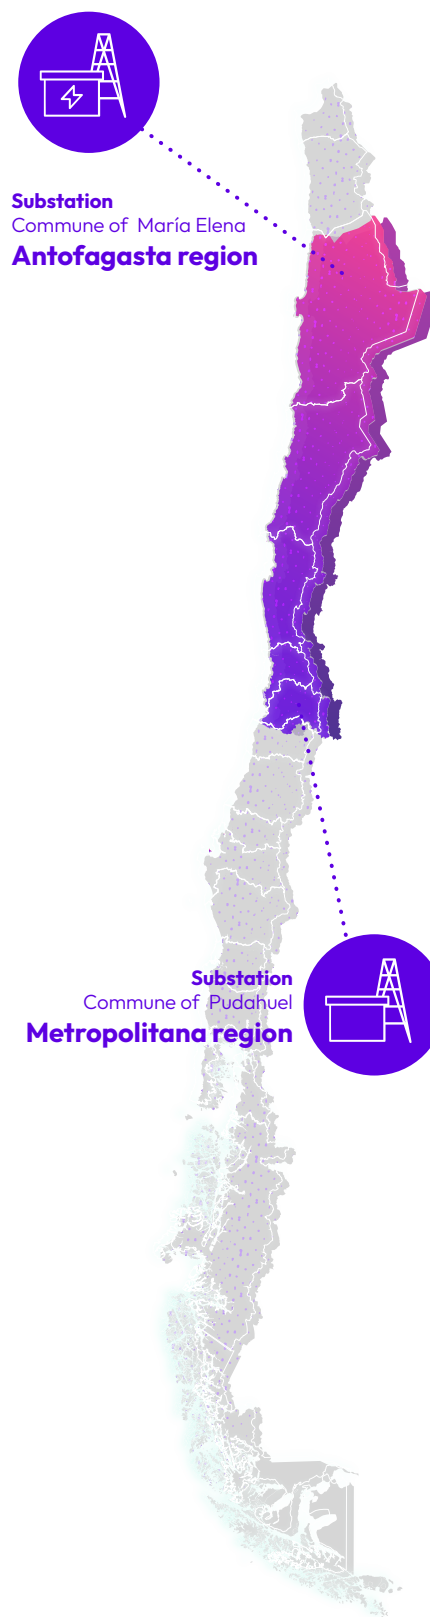 Substation
Commune of María Elena
Antofagasta region
Substation
Commune of Pudahuel
Metropolitana region